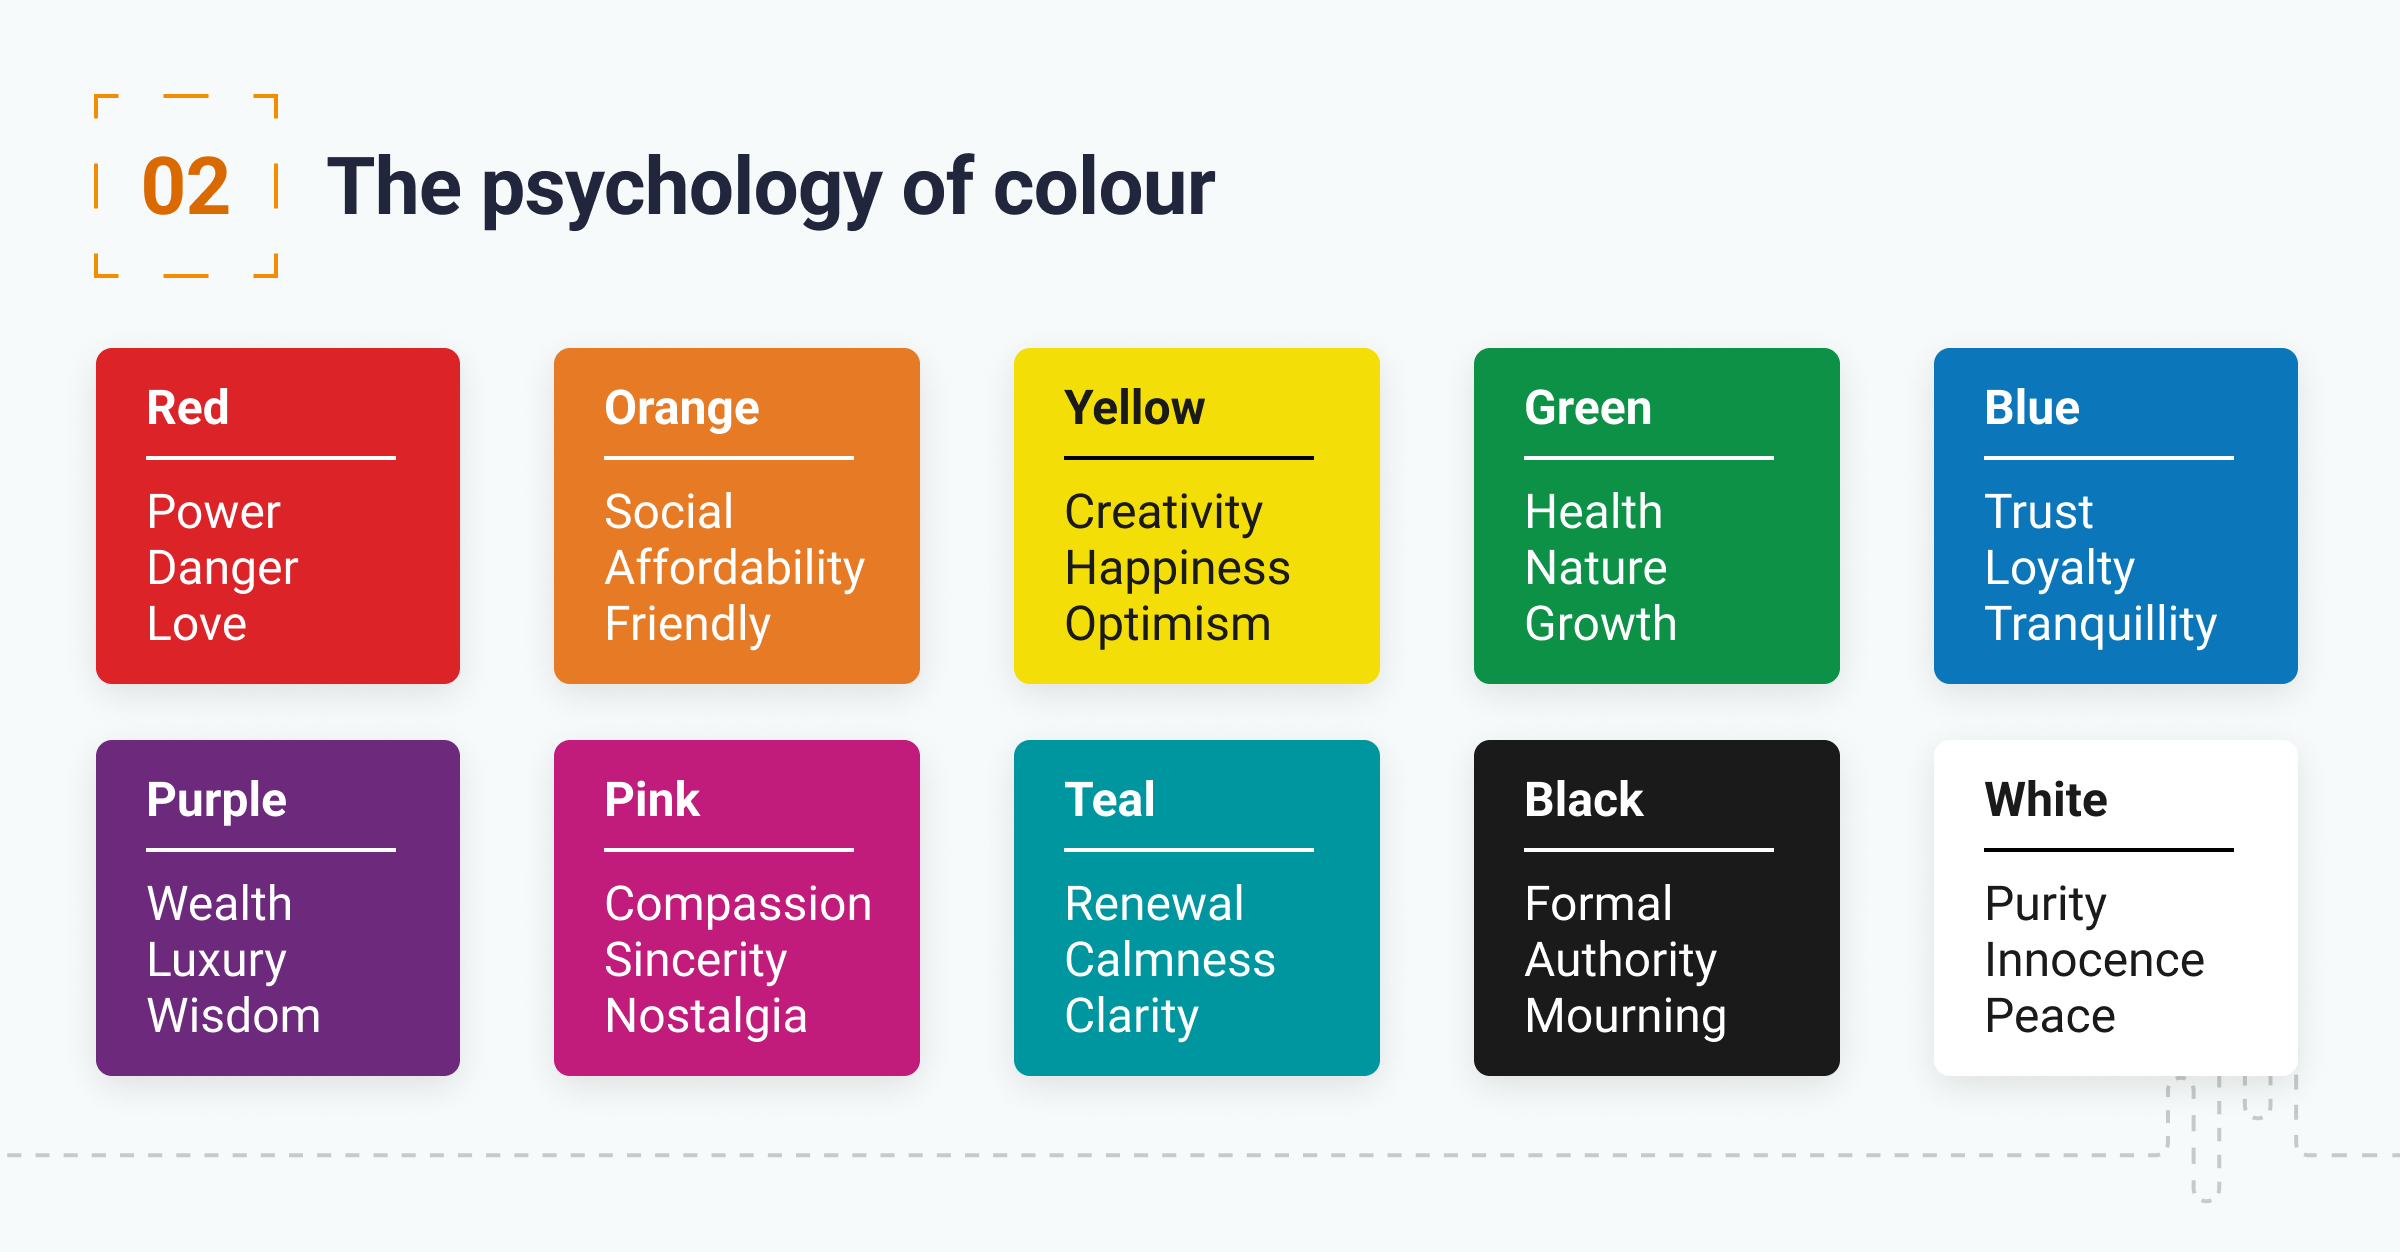 02
The psychology of colour
Red
Power
Danger
Love
Orange
Social
Affordability
Friendly
Yellow
Creativity
Happiness
Optimism
Green
Health
Nature
Growth
Blue
Trust
Loyalty
Tranquillity
Purple
Wealth
Luxury
Wisdom
Pink
Compassion
Sincerity
Nostalgia
Teal
Renewal
Calmness
Clarity
Black
Formal
Authority
Mourning
White
Purity
Innocence
Peace